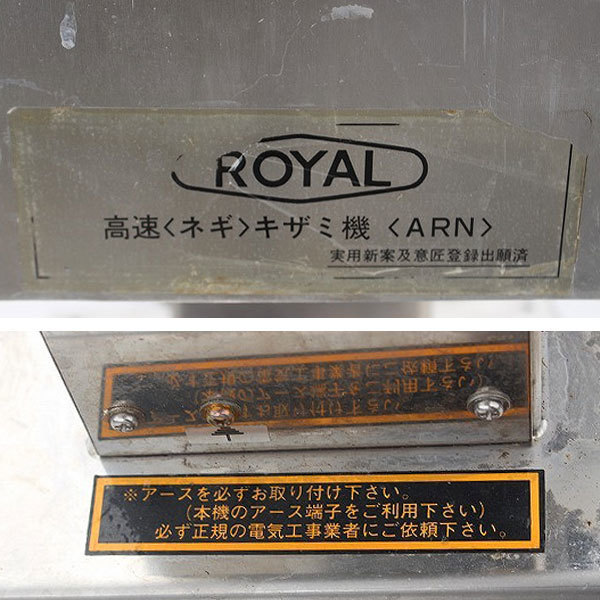 ROYAL
高速〈ネギ〉キザミ機 〈ARN〉
実用新案及意匠登録出願済
※アースを必ずお取り付け下さい。
(本機のアース端子をご利用下さい)
必ず正規の電気工事業者にご依頼下さい。